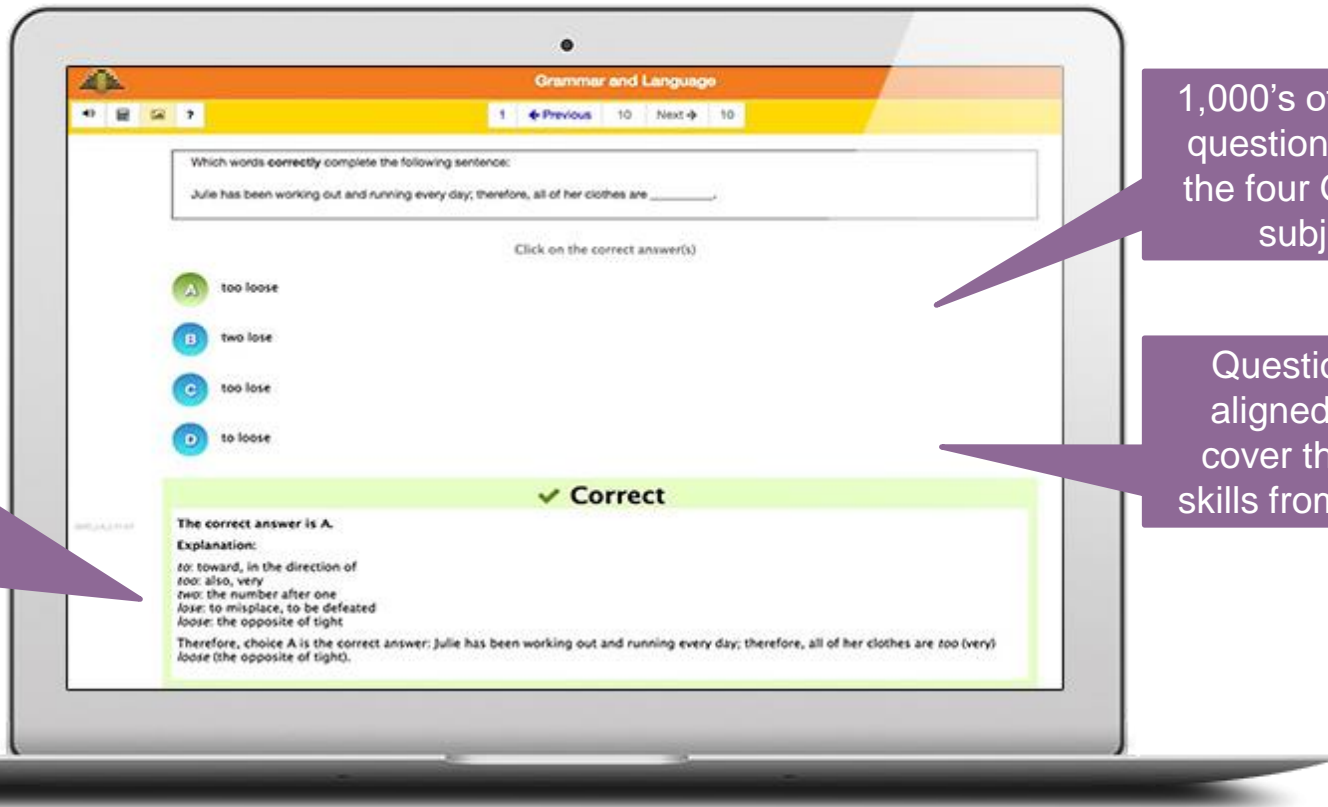 Grammar and Language
? 1 Previous 10 Next 10
Which words correctly complete the following sentence:
Julie has been working out and running every day; therefore, all of her clothes are ________.
Click on the correct answer(s)
A too loose
B two lose
C too lose
D to loose
Correct
The correct answer is A.
Explanation:
to: toward, in the direction of
too: also, very
two: the number after one
lose: to misplace, to be defeated
loose: the opposite of tight
Therefore, choice A is the correct answer: Julie has been working out and running every day; therefore, all of her clothes are too (very)
loose (the opposite of tight).
1,000's o
question
the four
subj
Questi
aligned
cover th
skills from